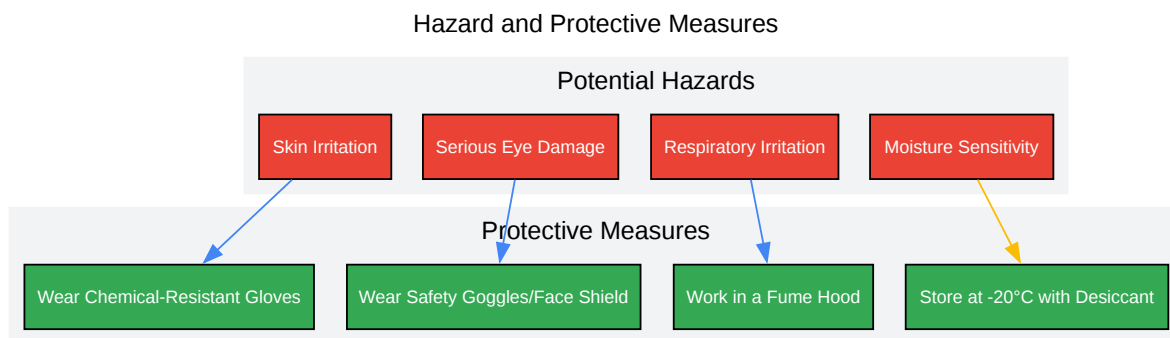 Hazard and Protective Measures
Potential Hazards
Skin Irritation
Serious Eye Damage
Respiratory Irritation
Moisture Sensitivity
Protective Measures
Wear Chemical-Resistant Gloves
Wear Safety Goggles/Face Shield
Work in a Fume Hood
Store at -20°C with Desiccant